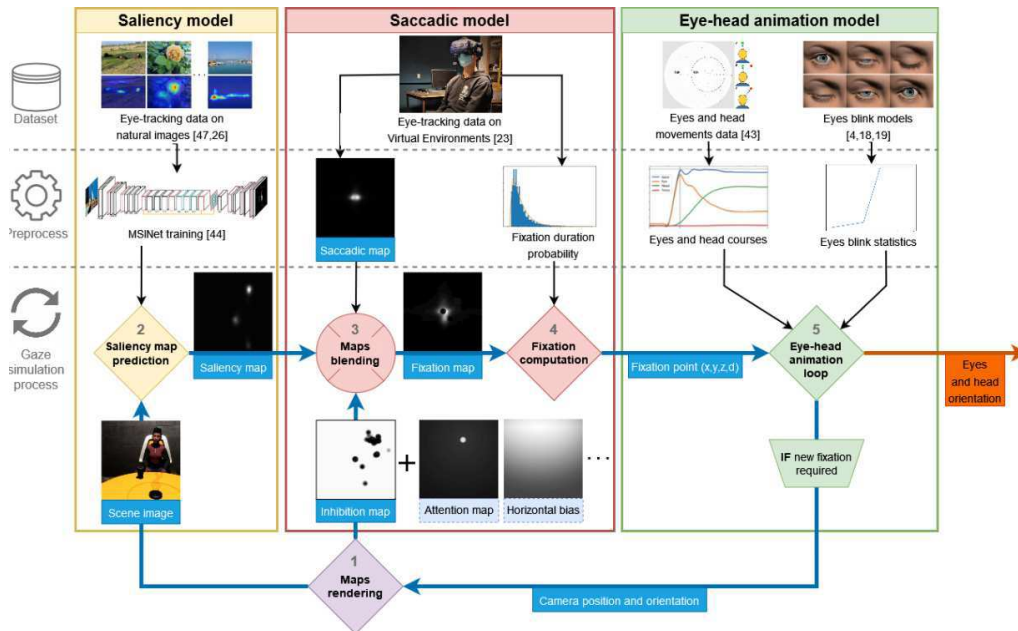 Saliency model
Saccadic model
Eye-head animation model
Dataset
Eye-tracking data on
natural images [47,26]
Eye-tracking data on
Virtual Environments [23]
Eyes and head
movements data [43]
Eyes blink models
[4,18,19]
Preprocess
MSINet training [44]
Saccadic map
Fixation duration
probability
Eyes and head courses
Eyes blink statistics
Gaze
simulation
process
2
Saliency map
prediction
Saliency map
3
Maps
blending
Fixation map
4
Fixation
computation
Fixation point (x,y,z,d)
5
Eye-head
animation
loop
Eyes
and head
orientation
Scene image
Inhibition map
+
Attention map
Horizontal bias
...
IF new fixation
required
1
Maps
rendering
Camera position and orientation